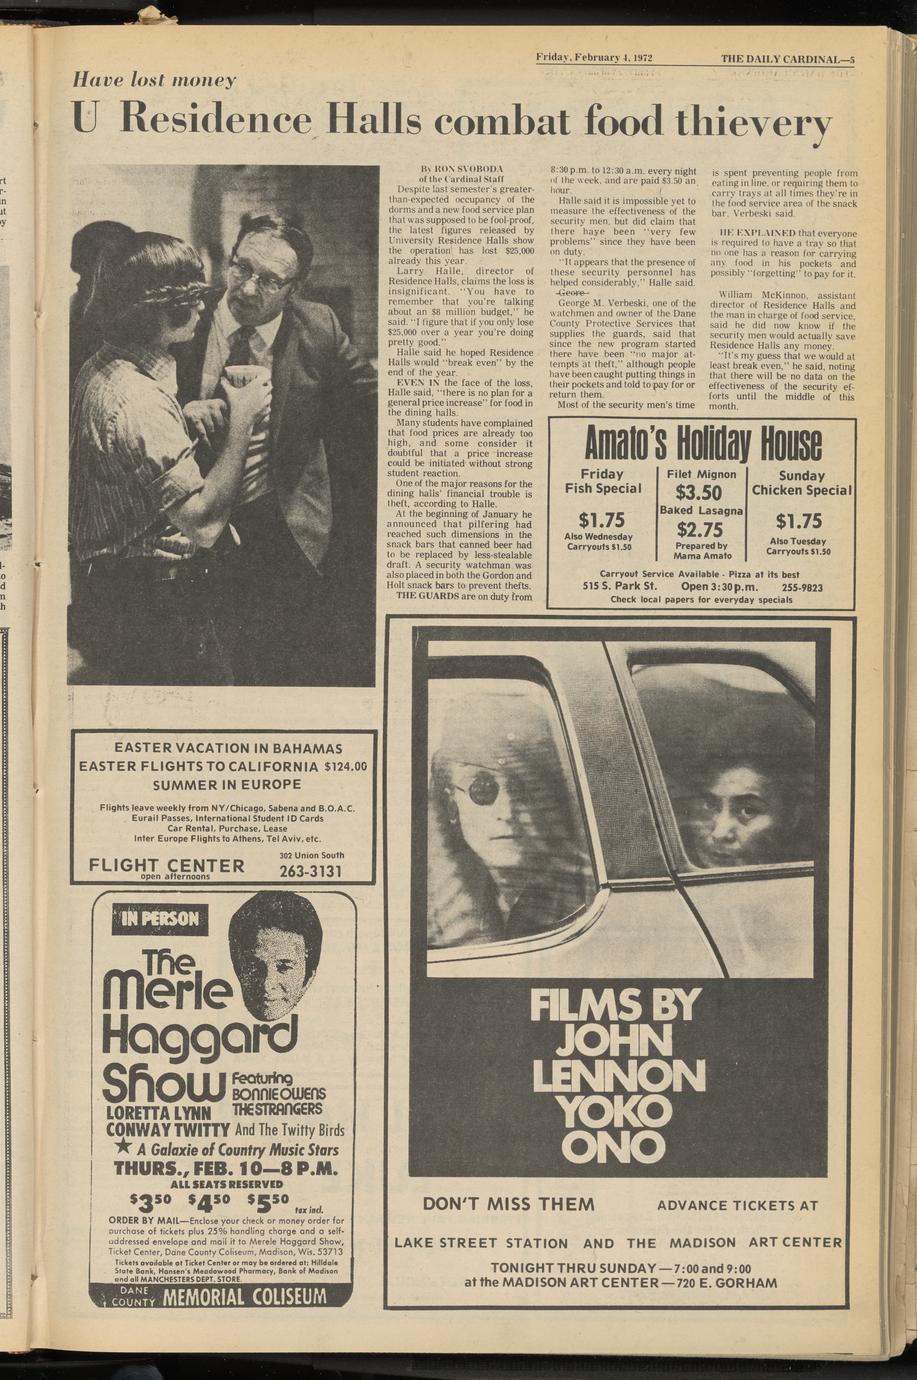 Friday, February 4, 1972
THE DAILY CARDINAL—5
Have lost money
U Residence Halls combat food thievery
By RON SVOBODA
of the Cardinal Staff
Despite last semester's greater-
than-expected occupancy of the
dorms and a new food service plan
that was supposed to be fool-proof,
the latest figures released by
University Residence Halls show
the operation has lost $25,000
already this year.
Larry Halle, director of
Residence Halls, claims the loss is
insignificant. "You have to
remember that you're talking
about an $8 million budget," he
said. "I figure that if you only lose
$25,000 over a year you're doing
pretty good."
Halle said he hoped Residence
Halls would "break even" by the
end of the year.
EVEN IN the face of the loss,
Halle said, "there is no plan for a
general price increase" for food in
the dining halls.
Many students have complained
that food prices are already too
high, and some consider it
doubtful that a price increase
could be initiated without strong
student reaction.
One of the major reasons for the
dining halls' financial trouble is
theft, according to Halle.
At the beginning of January he
announced that pilfering had
reached such dimensions in the
snack bars that canned beer had
to be replaced by less-stealable
draft. A security watchman was
also placed in both the Gordon and
Holt snack bars to prevent thefts.
THE GUARDS are on duty from
8:30 p.m. to 12:30 a.m. every night
of the week, and are paid $3.50 an
hour.
Halle said it is impossible yet to
measure the effectiveness of the
security men, but did claim that
there have been "very few
problems" since they have been
on duty.
"It appears that the presence of
these security personnel has
helped considerably," Halle said.
Geore
George M. Verbeski, one of the
watchmen and owner of the Dane
County Protective Services that
supplies the guards, said that
since the new program started
there have been "no major at-
tempts at theft," although people
have been caught putting things in
their pockets and told to pay for or
return them.
Most of the security men's time
is spent preventing people from
eating in line, or requiring them to
carry trays at all times they're in
the food service area of the snack
bar, Verbeski said.
HE EXPLAINED that everyone
is required to have a tray so that
no one has a reason for carrying
any food in his pockets and
possibly "forgetting" to pay for it.
William McKinnon, assistant
director of Residence Halls and
the man in charge of food service,
said he did now know if the
security men would actually save
Residence Halls any money.
"It's my guess that we would at
least break even," he said, noting
that there will be no data on the
effectiveness of the security ef-
forts until the middle of this
month.
Amato's Holiday House
Friday
Fish Special
$1.75
Also Wednesday
Carryouts $1.50
Filet Mignon
$3.50
Baked Lasagna
$2.75
Prepared by
Mama Amato
Sunday
Chicken Special
$1.75
Also Tuesday
Carryouts $1.50
Carryout Service Available - Pizza at its best
515 S. Park St. Open 3:30 p.m. 255-9823
Check local papers for everyday specials
EASTER VACATION IN BAHAMAS
EASTER FLIGHTS TO CALIFORNIA $124.00
SUMMER IN EUROPE
Flights leave weekly from NY/Chicago, Sabena and B.O.A.C.
Eurail Passes, International Student ID Cards
Car Rental, Purchase, Lease
Inter Europe Flights to Athens, Tel Aviv, etc.
FLIGHT CENTER
open afternoons
302 Union South
263-3131
IN PERSON
The
Merle
Haggard
Show
Featuring
BONNIE OWENS
THE STRANGERS
LORETTA LYNN
CONWAY TWITTY And The Twitty Birds
★ A Galaxie of Country Music Stars
THURS., FEB. 10—8 P.M.
ALL SEATS RESERVED
$3.50 $4.50 $5.50 tax incl.
ORDER BY MAIL—Enclose your check or money order for
purchase of tickets plus 25% handling charge and a self-
addressed envelope and mail it to Merele Haggard Show,
Ticket Center, Dane County Coliseum, Madison, Wis. 53713
Tickets available at Ticket Center or may be ordered at: Hilldale
State Bank, Hansen's Meadowood Pharmacy, Bank of Madison
and all MANCHESTERS DEPT. STORE.
DANE
COUNTY MEMORIAL COLISEUM
FILMS BY
JOHN
LENNON
YOKO
ONO
DON'T MISS THEM
ADVANCE TICKETS AT
LAKE STREET STATION AND THE MADISON ART CENTER
TONIGHT THRU SUNDAY—7:00 and 9:00
at the MADISON ART CENTER—720 E. GORHAM